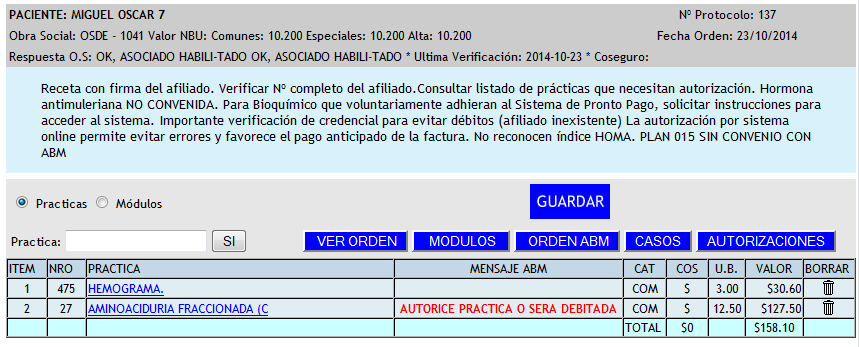 PACIENTE: MIGUEL OSCAR 7 Nº Protocolo: 137
Obra Social: OSDE - 1041 Valor NBU: Comunes: 10.200 Especiales: 10.200 Alta: 10.200 Fecha Orden: 23/10/2014
Respuesta O.S: OK, ASOCIADO HABILI-TADO OK, ASOCIADO HABILI-TADO * Ultima Verificación: 2014-10-23 * Coseguro:
Receta con firma del afiliado. Verificar Nº completo del afiliado.Consultar listado de prácticas que necesitan autorización. Hormona
antimuleriana NO CONVENIDA. Para Bioquímico que voluntariamente adhieran al Sistema de Pronto Pago, solicitar instrucciones para
acceder al sistema. Importante verificación de credencial para evitar débitos (afiliado inexistente) La autorización por sistema
online permite evitar errores y favorece el pago anticipado de la factura. No reconocen índice HOMA. PLAN 015 SIN CONVENIO CON
ABM
Practicas Módulos GUARDAR
Practica: SI VER ORDEN MODULOS ORDEN ABM CASOS AUTORIZACIONES
ITEM NRO PRACTICA MENSAJE ABM CAT COS U.B. VALOR BORRAR
1 475 HEMOGRAMA. COM $ 3.00 $30.60
2 27 AMINOACIDURIA FRACCIONADA (C AUTORICE PRACTICA O SERA DEBITADA COM $ 12.50 $127.50
TOTAL $0 $158.10